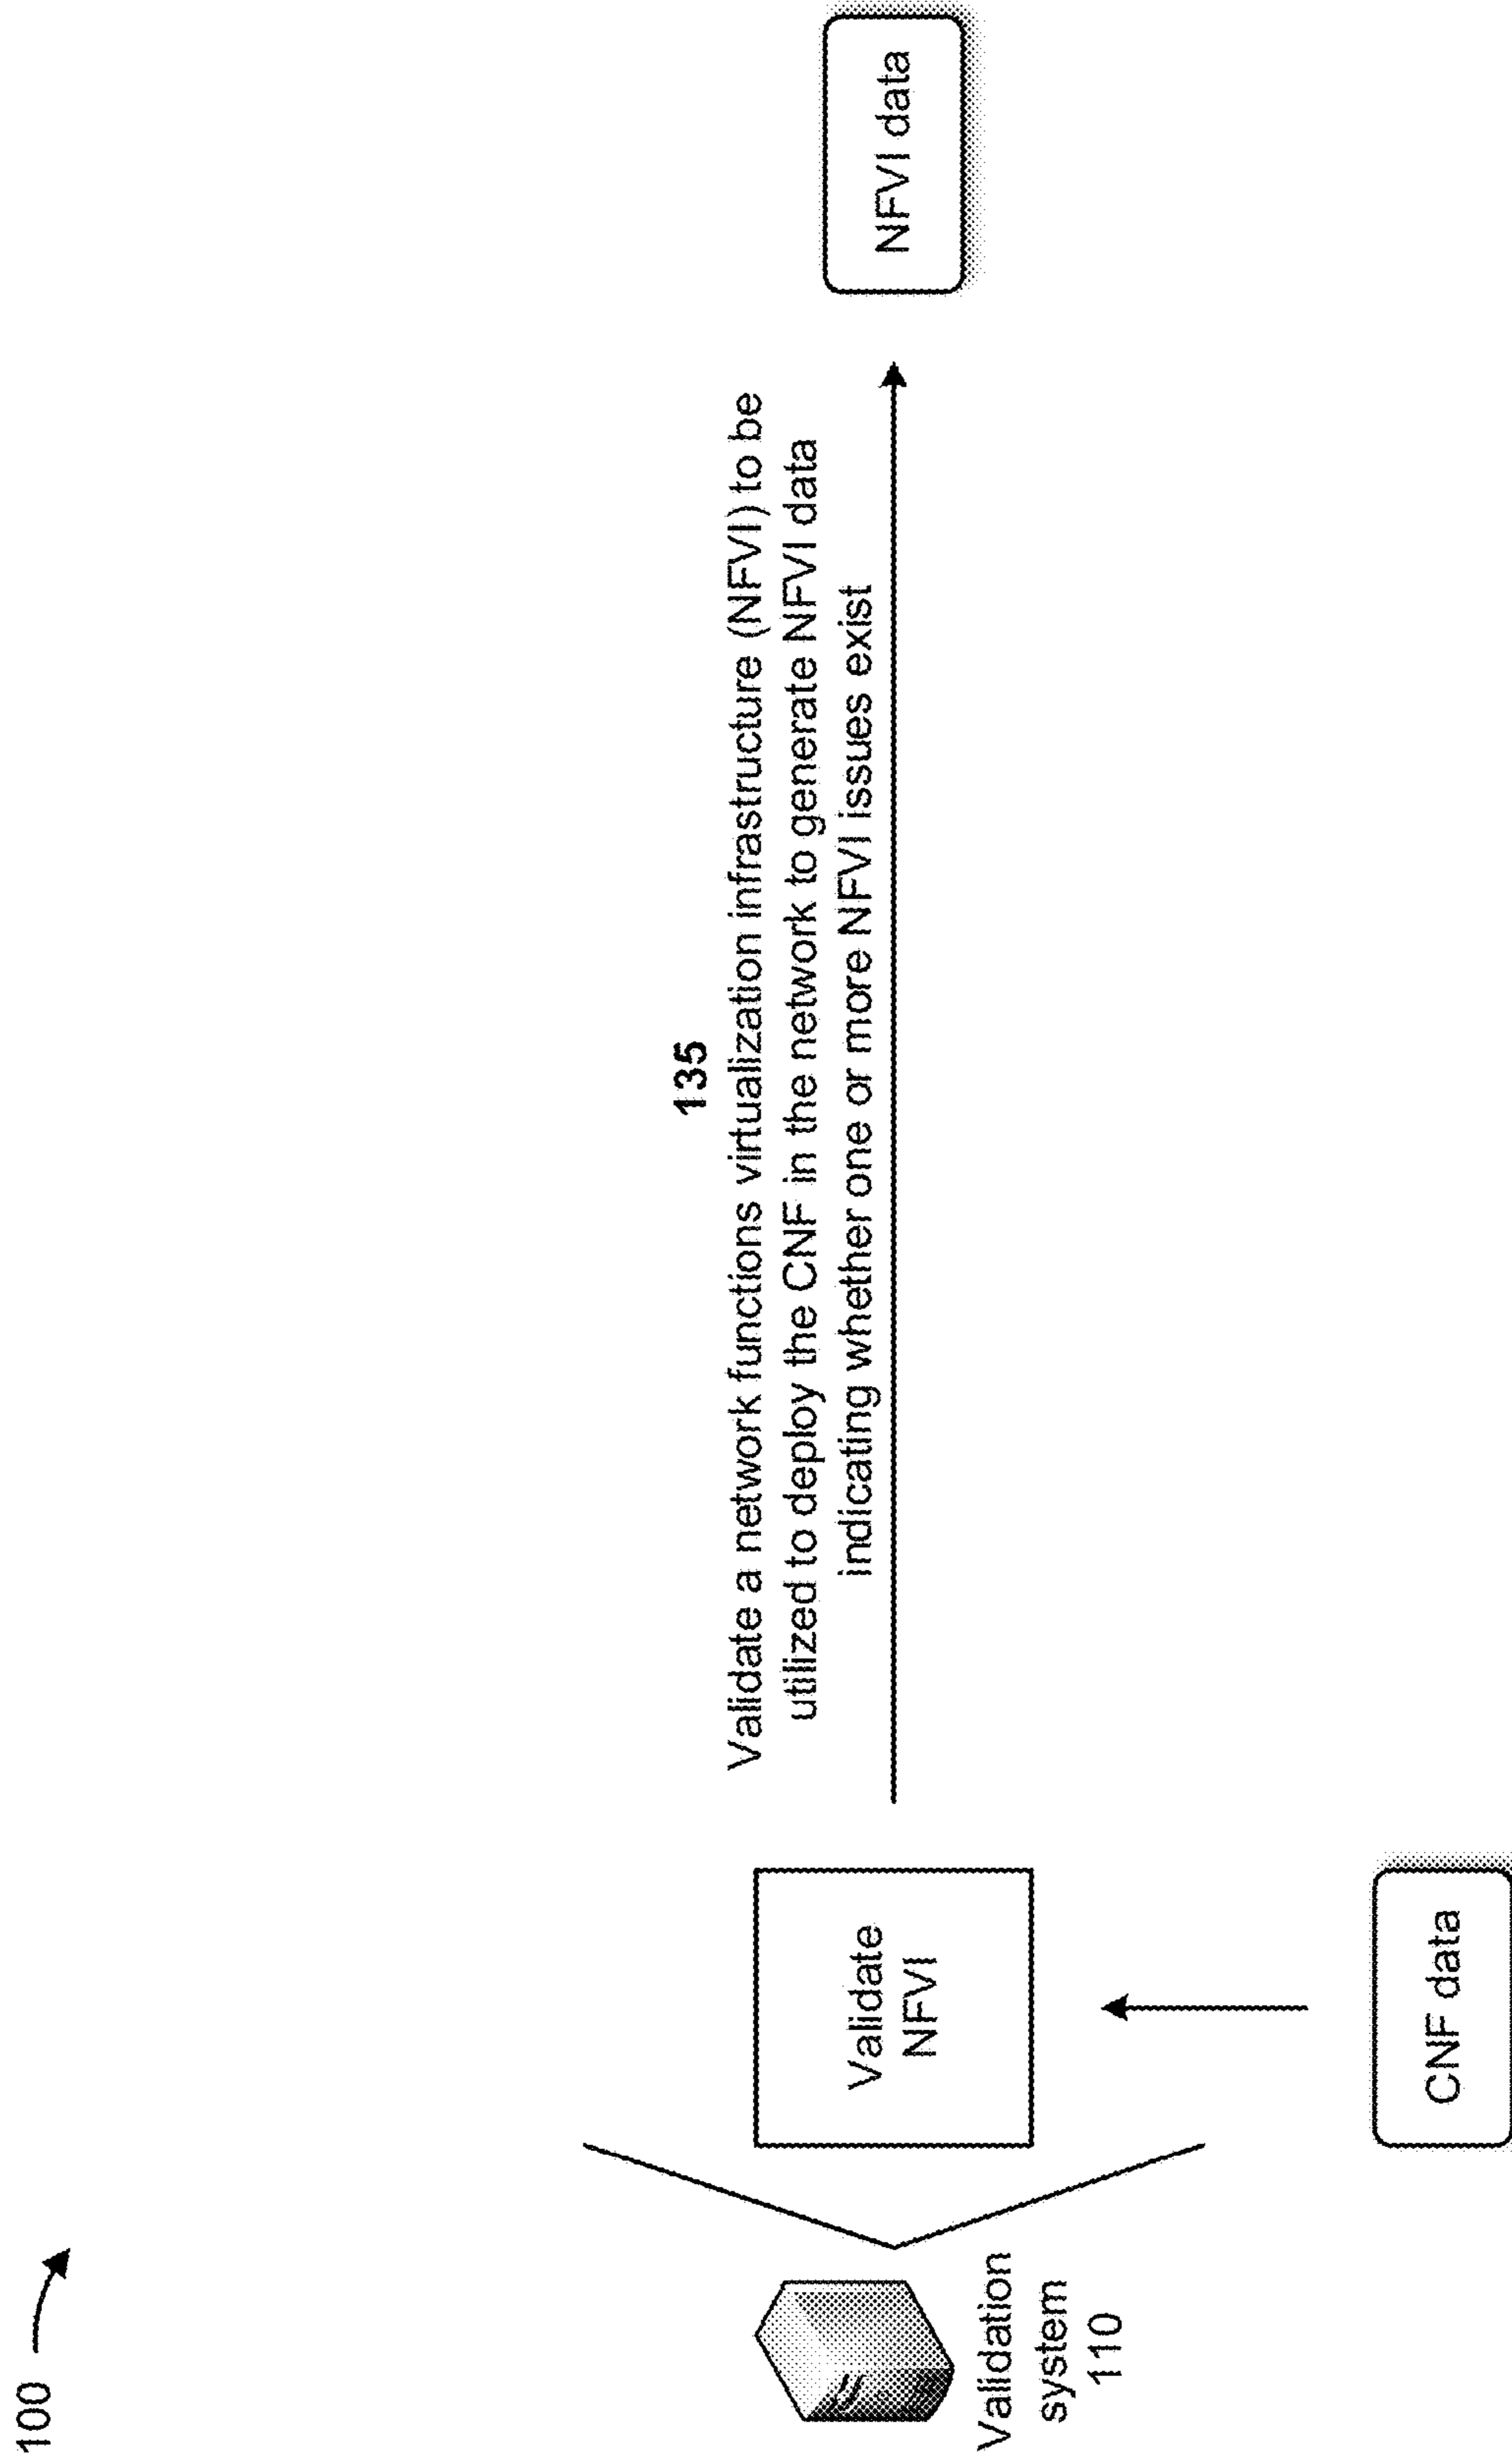 100
135
Validate a network functions virtualization infrastructure (NFVI) to be
utilized to deploy the CNF in the network to generate NFVI data
indicating whether one or more NFVI issues exist
Validation
system
110
Validate
NFVI
NFVI data
CNF data